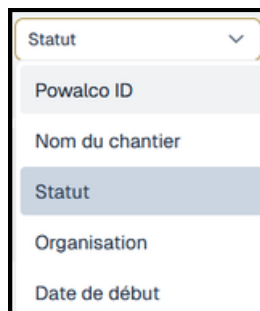 Statut
Powalco ID
Nom du chantier
Statut
Organisation
Date de début